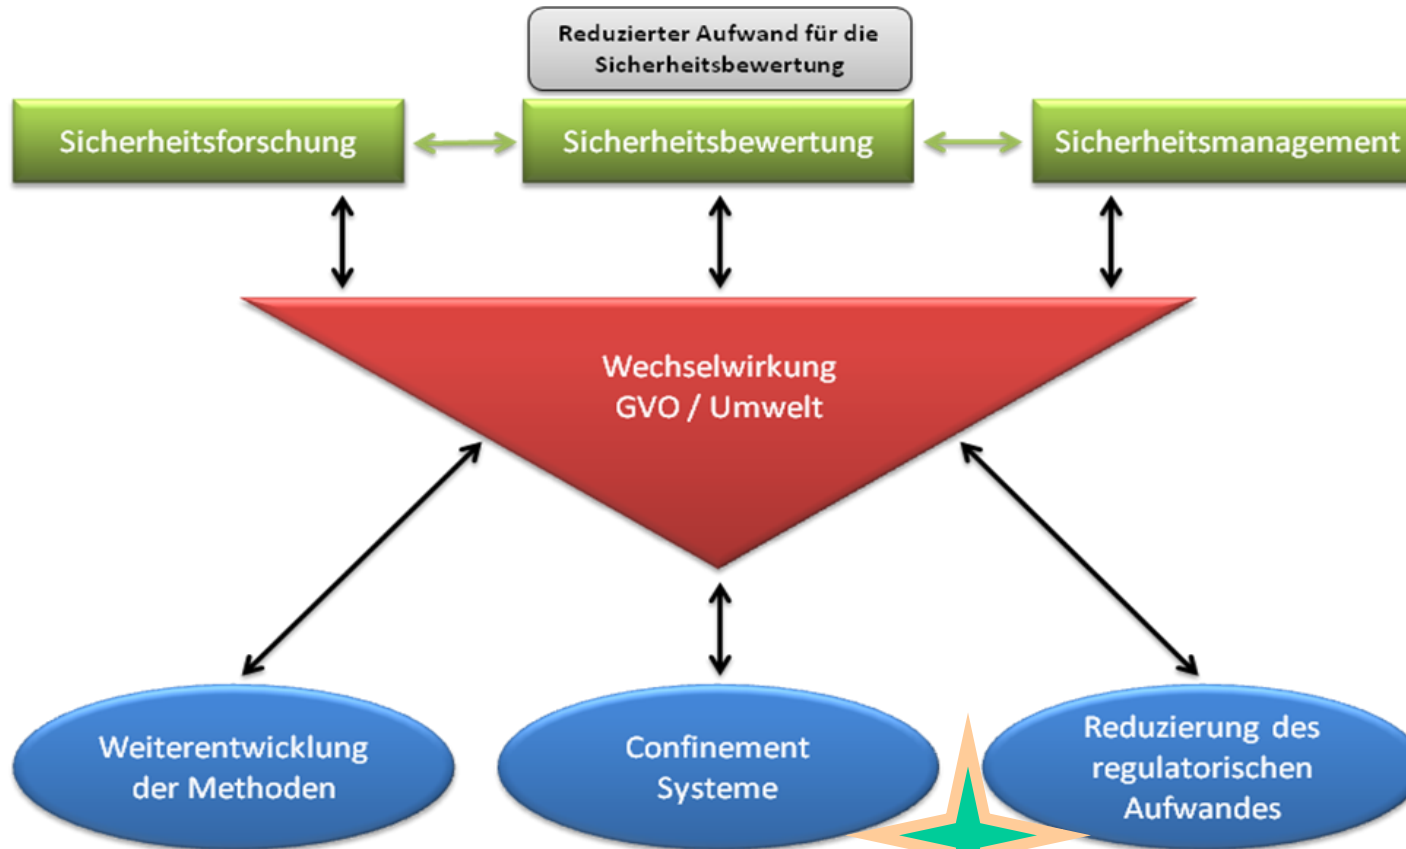 Reduzierter Aufwand für die
Sicherheitsbewertung
Sicherheitsforschung
Sicherheitsbewertung
Sicherheitsmanagement
Wechselwirkung
GVO / Umwelt
Weiterentwicklung
der Methoden
Confinement
Systeme
Reduzierung des
regulatorischen
Aufwandes